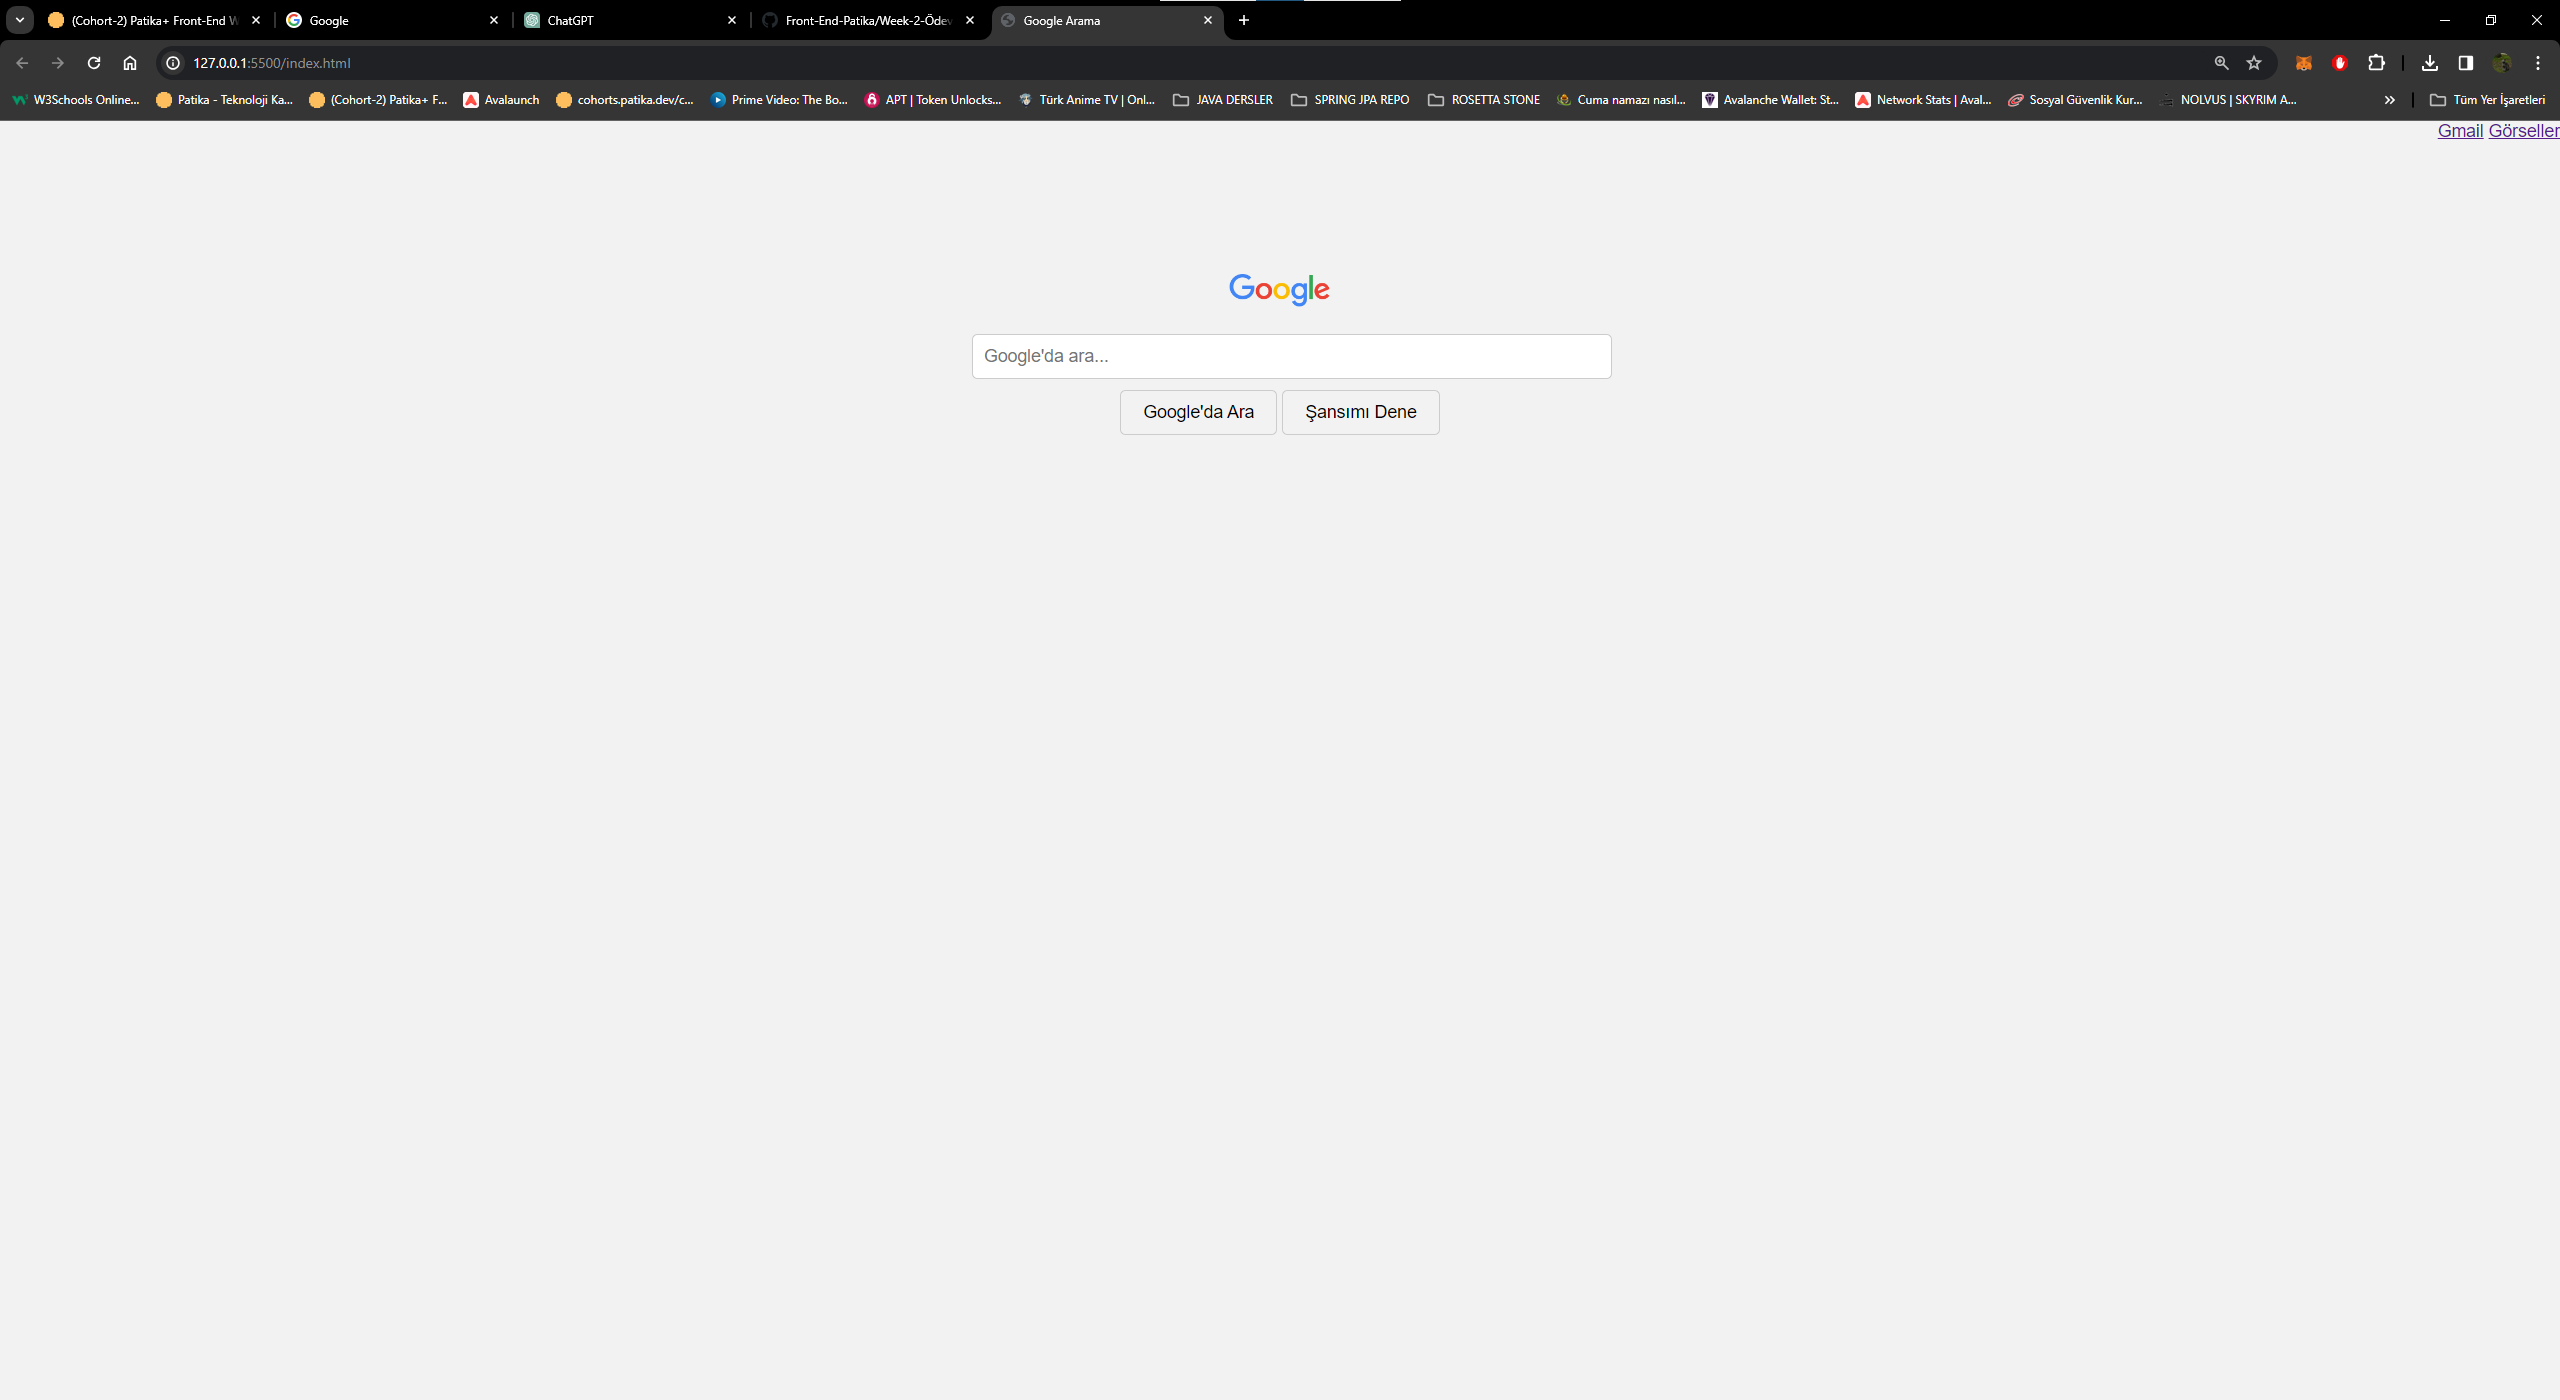 (Cohort-2) Patika+ Front-End W
Google
ChatGPT
Front-End-Patika/Week-2-Ödev
Google Arama
127.0.0.1:5500/index.html
W3Schools Online...
Patika - Teknoloji Ka...
(Cohort-2) Patika+ F...
Avalaunch
cohorts.patika.dev/c...
Prime Video: The Bo...
APT | Token Unlocks...
Türk Anime TV | Onl...
JAVA DERSLER
SPRING JPA REPO
ROSETTA STONE
Cuma namazı nasıl...
Avalanche Wallet: St...
Network Stats | Aval...
Sosyal Güvenlik Kur...
NOLVUS | SKYRIM A...
Tüm Yer İşaretleri
Gmail Görseller
Google
Google'da ara...
Google'da Ara
Şansımı Dene